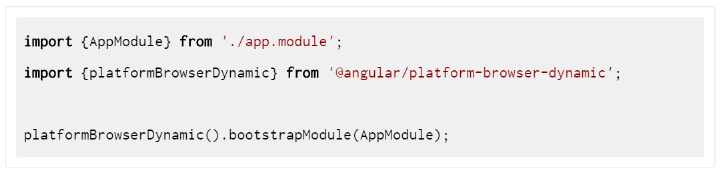 import {AppModule} from './app.module';
import {platformBrowserDynamic} from '@angular/platform-browser-dynamic';
platformBrowserDynamic().bootstrapModule(AppModule);